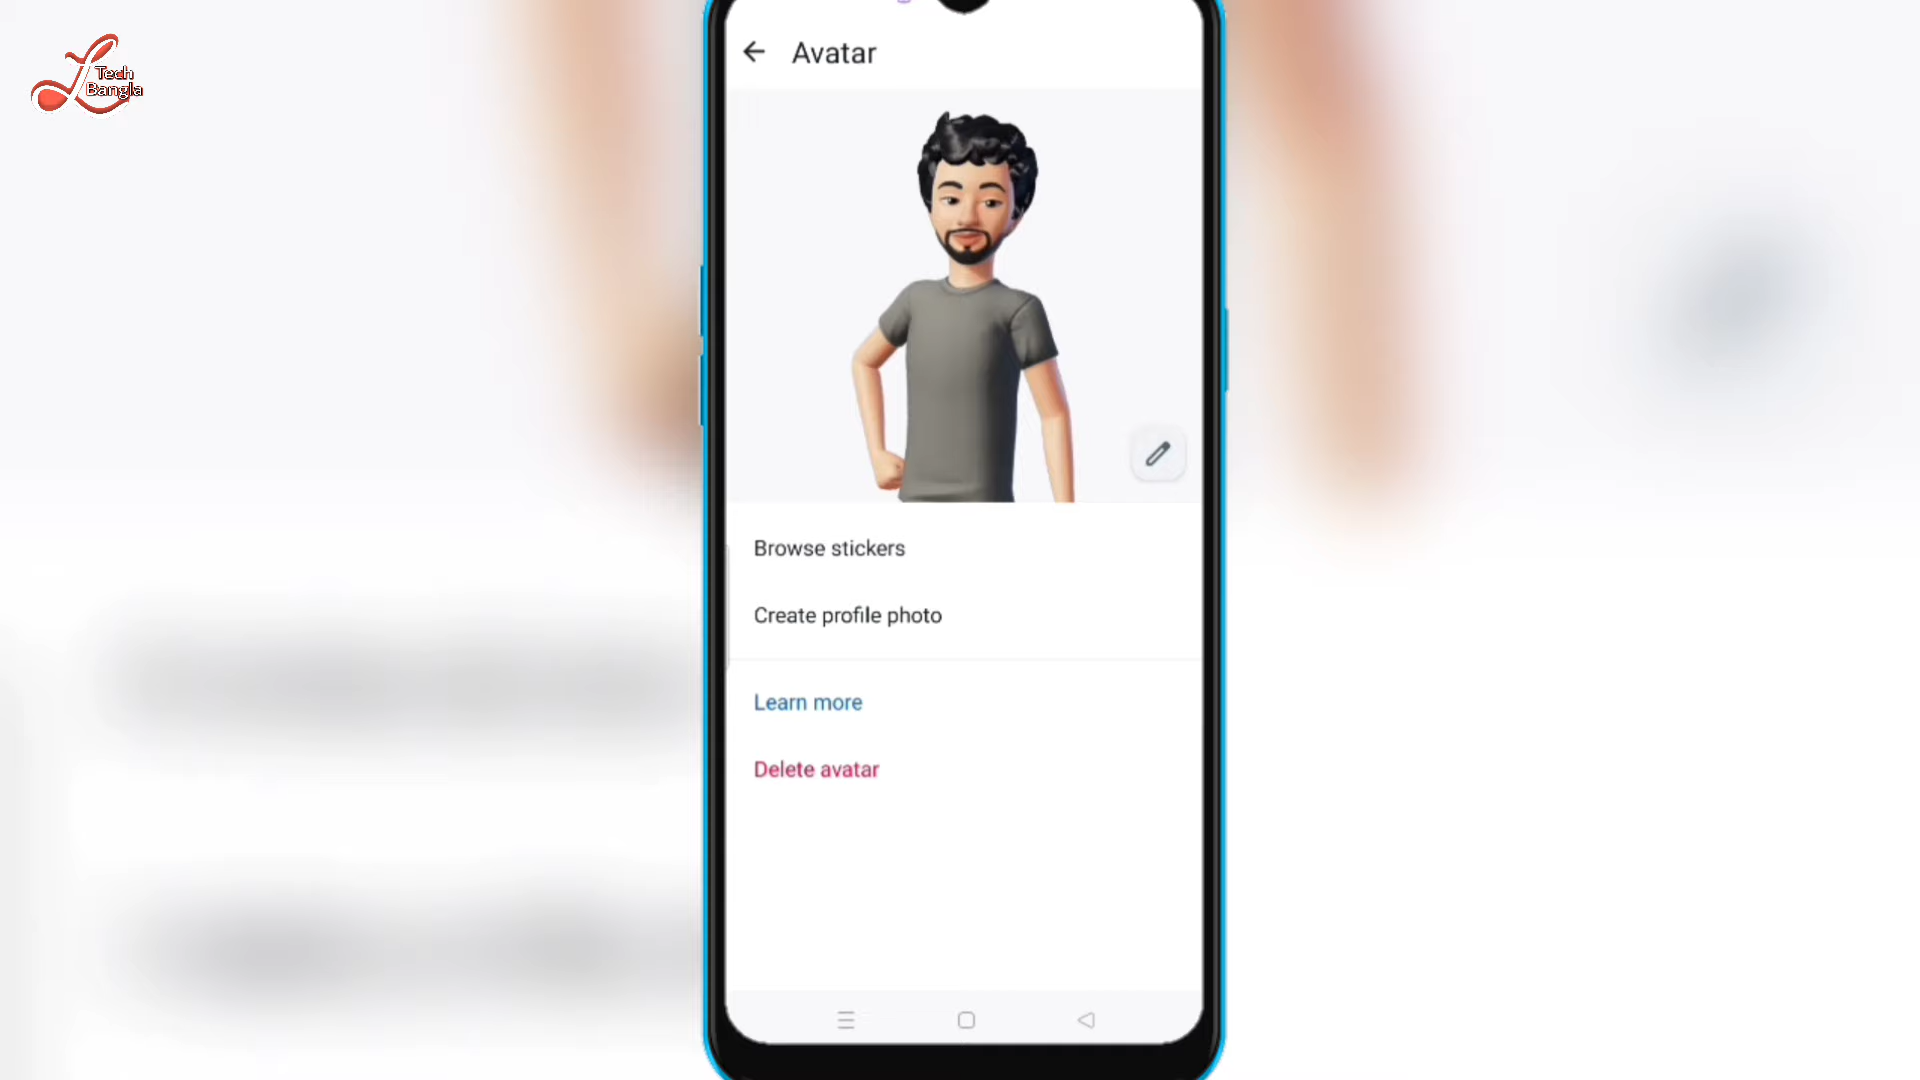 Tech
Bangla
Avatar
Browse stickers
Create profile photo
Learn more
Delete avatar